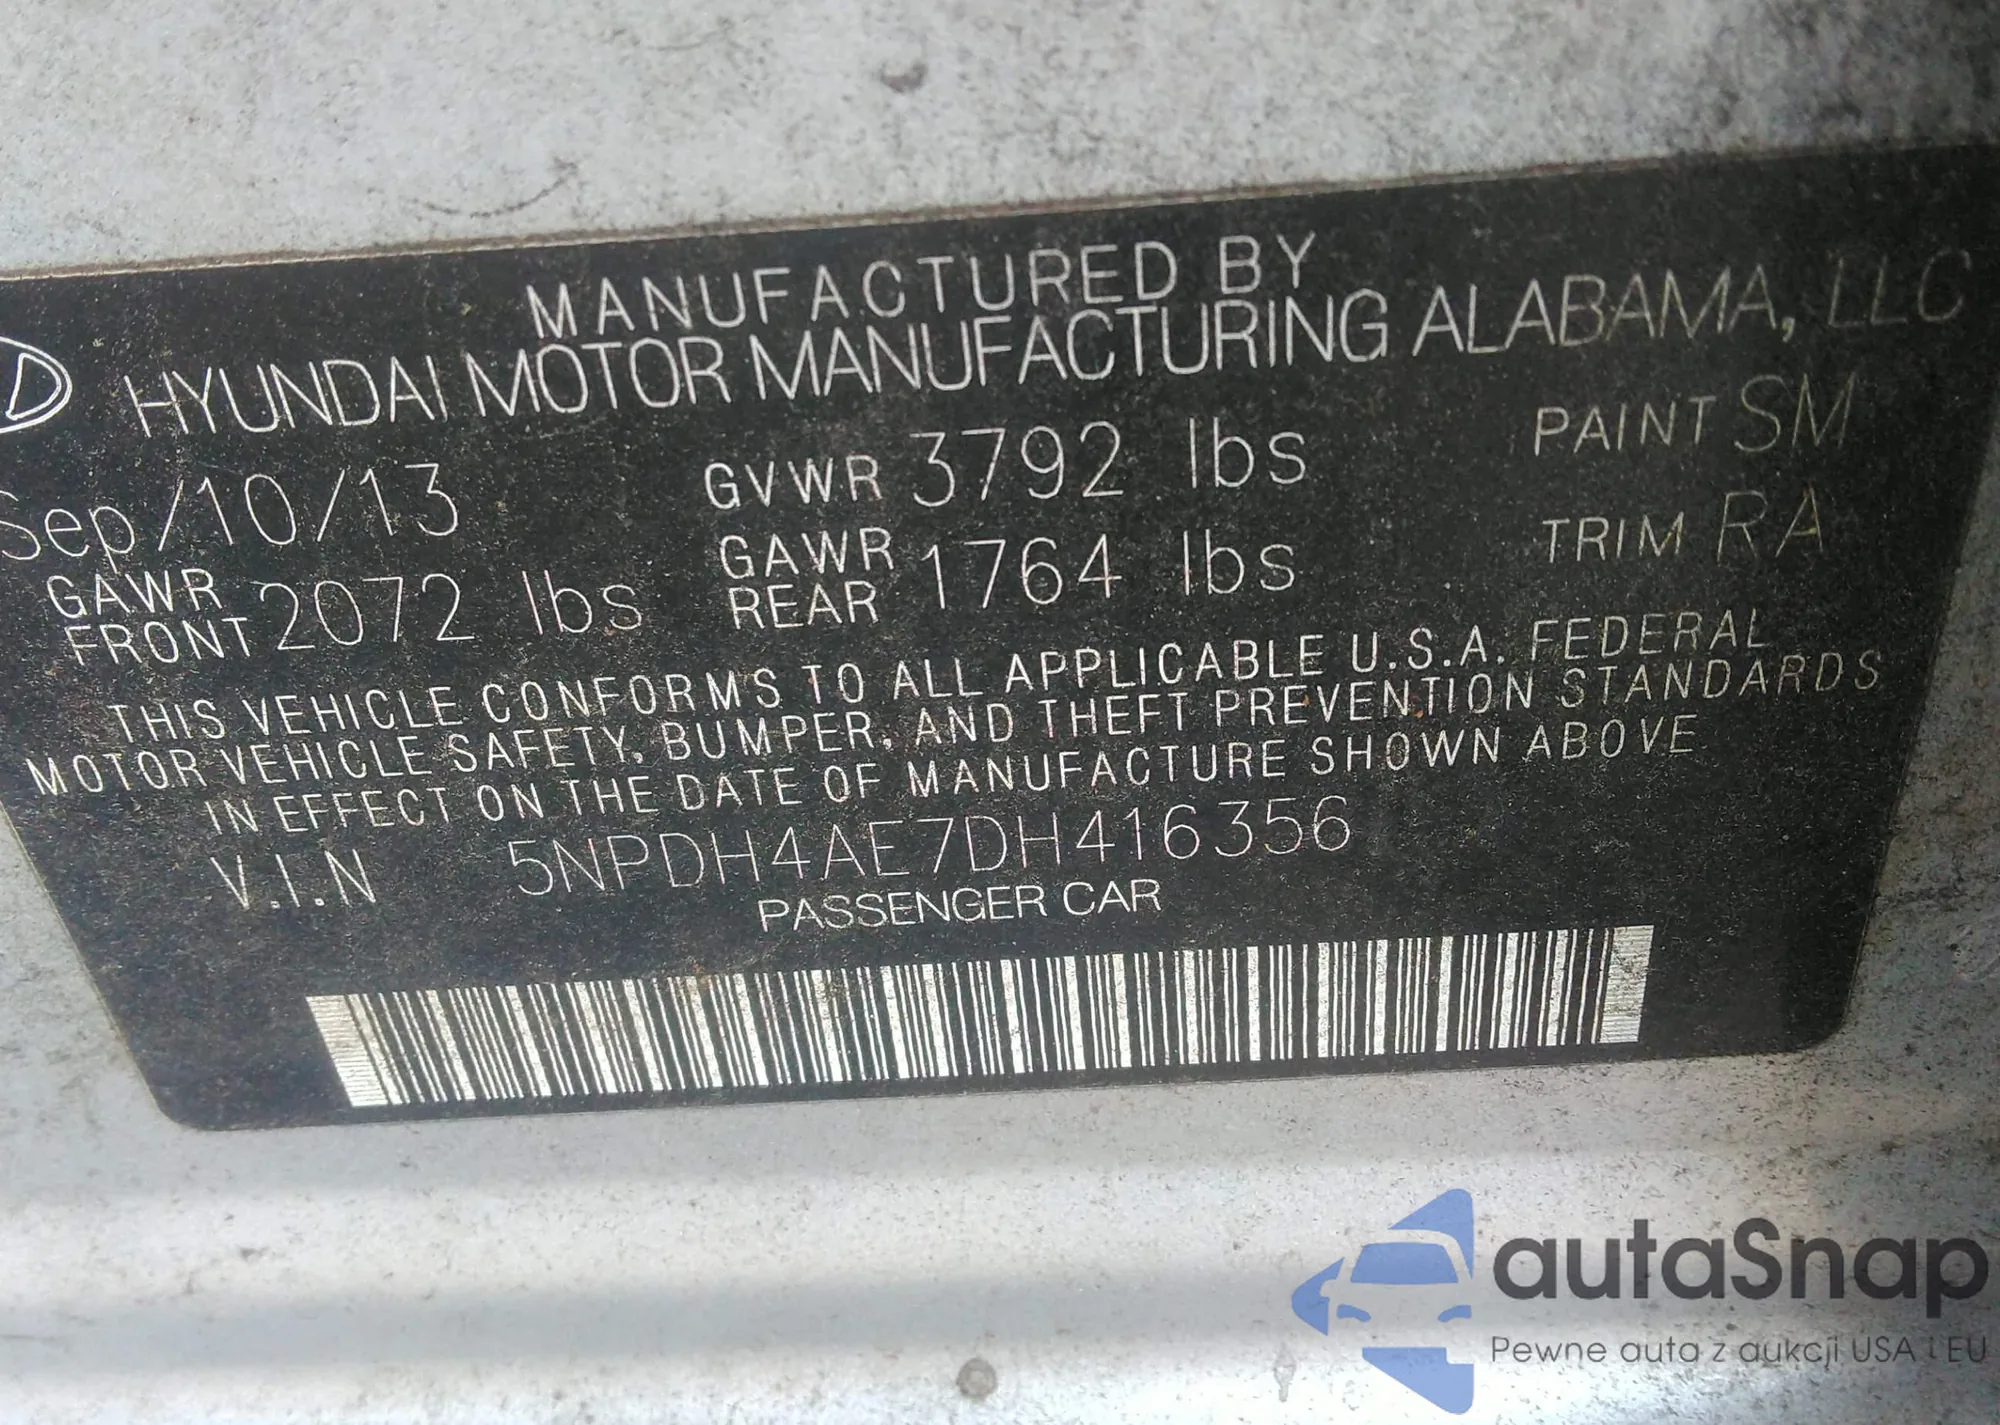 MANUFACTURED BY
HYUNDAI MOTOR MANUFACTURING ALABAMA, LLC
Sep/10/13 GVWR 3792 lbs PAINT SM
GAWR FRONT 2072 lbs GAWR REAR 1764 lbs TRIM RA
THIS VEHICLE CONFORMS TO ALL APPLICABLE U.S.A. FEDERAL
MOTOR VEHICLE SAFETY, BUMPER, AND THEFT PREVENTION STANDARDS
IN EFFECT ON THE DATE OF MANUFACTURE SHOWN ABOVE
V.I.N 5NPDH4AE7DH416356
PASSENGER CAR
autaSnap
Pewne auta z aukcji USA i EU